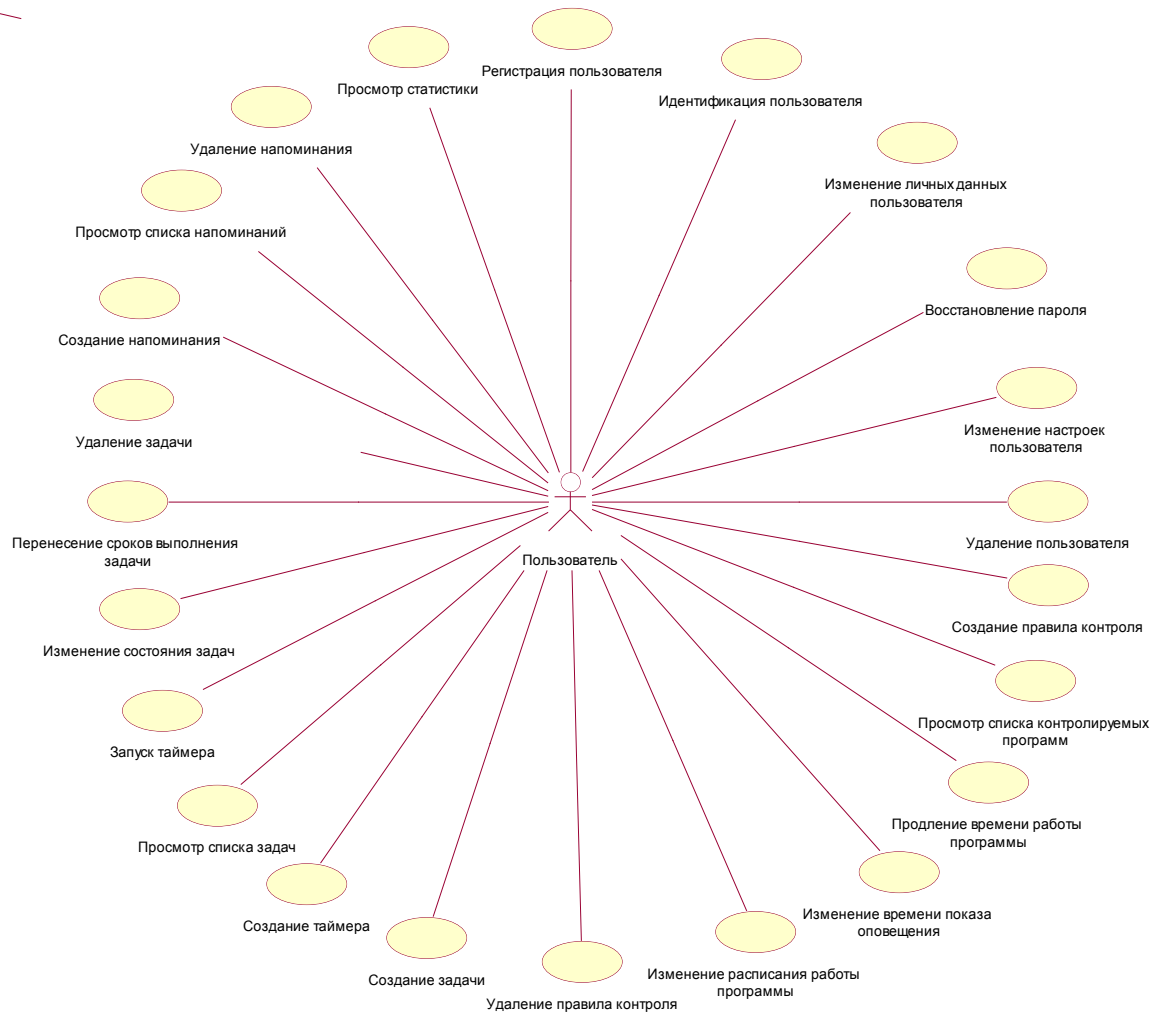 Регистрация пользователя
Просмотр статистики
Идентификация пользователя
Удаление напоминания
Изменение личных данных
пользователя
Просмотр списка напоминаний
Восстановление пароля
Создание напоминания
Изменение настроек
пользователя
Удаление задачи
Перенесение сроков выполнения
задачи
Удаление пользователя
Пользователь
Создание правила контроля
Изменение состояния задач
Просмотр списка контролируемых
программ
Запуск таймера
Продление времени работы
программы
Просмотр списка задач
Изменение времени показа
оповещения
Создание таймера
Изменение расписания работы
программы
Создание задачи
Удаление правила контроля